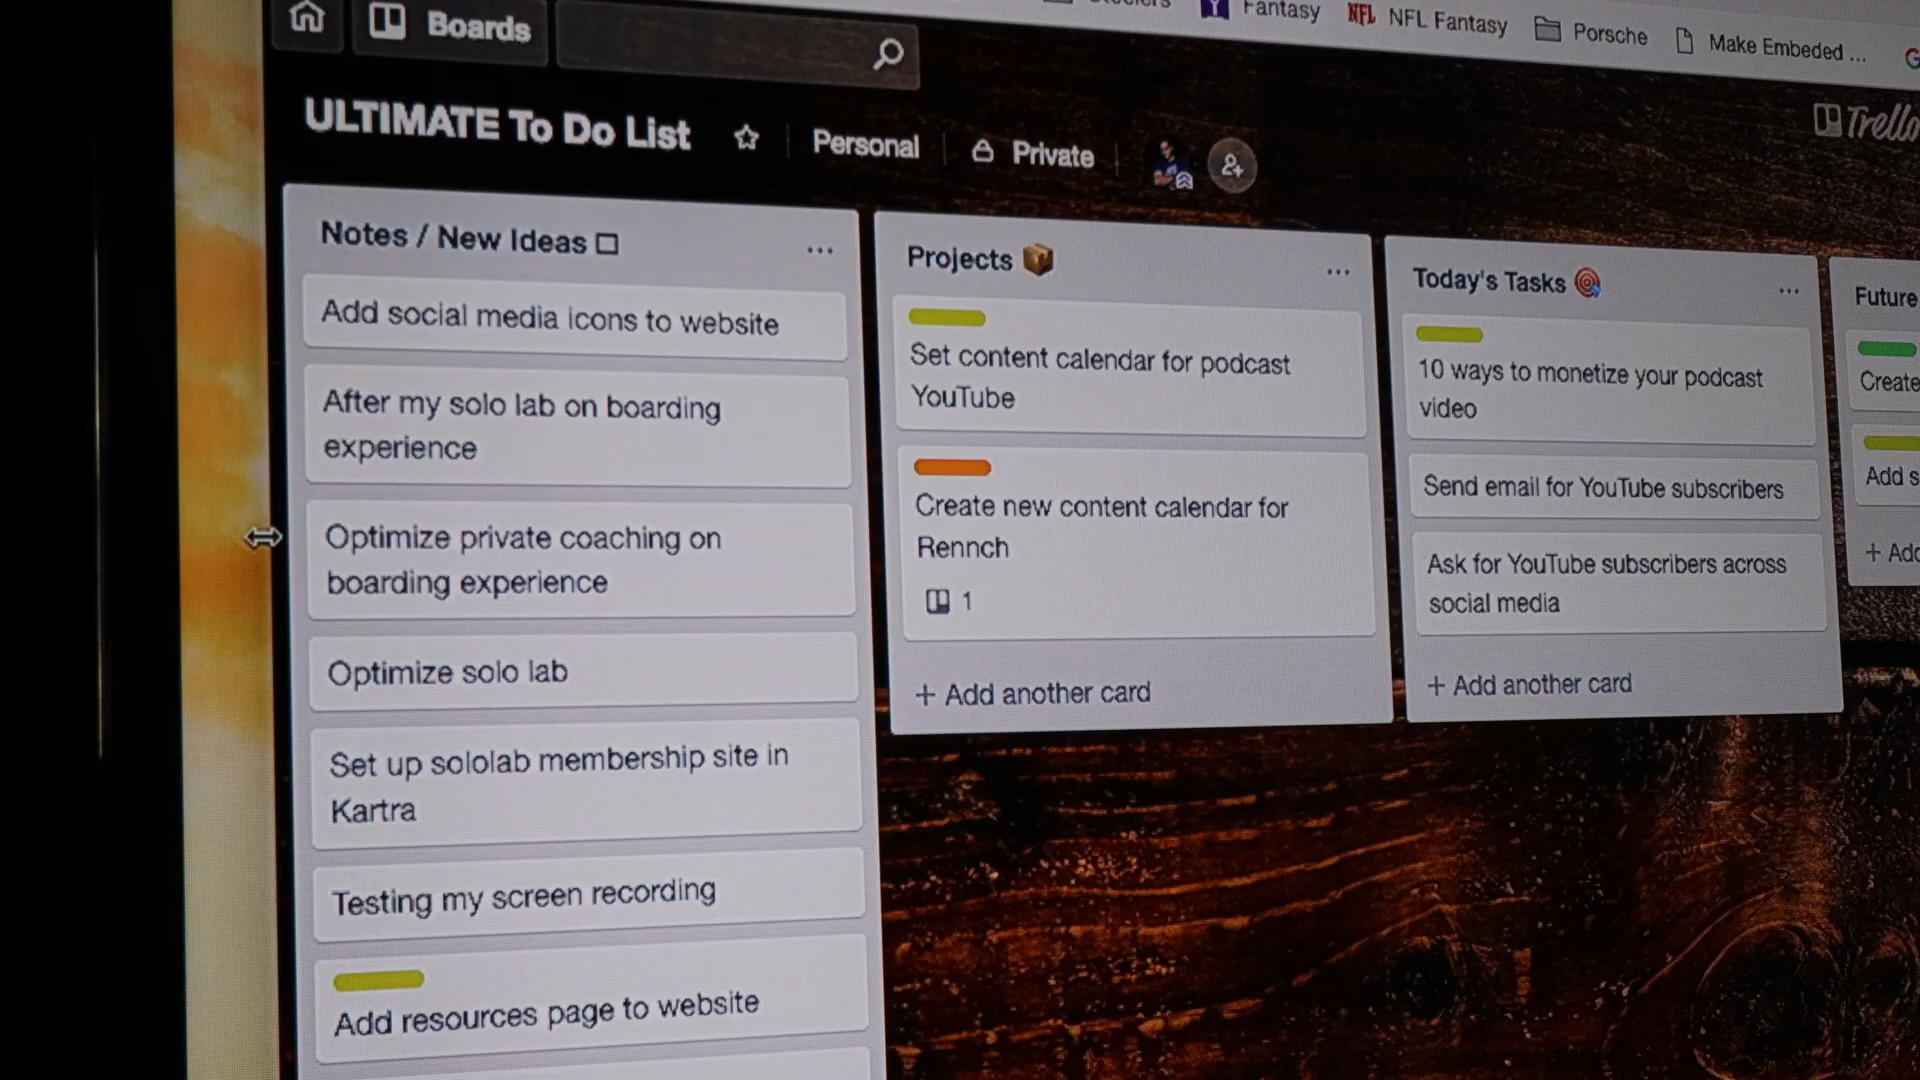 Fantasy
NFL NFL Fantasy
Porsche
Make Embeded ...
Boards
Trello
ULTIMATE To Do List
Personal
Private
Notes / New Ideas
...
Add social media icons to website
After my solo lab on boarding
experience
Optimize private coaching on
boarding experience
Optimize solo lab
Set up sololab membership site in
Kartra
Testing my screen recording
Add resources page to website
Projects
...
Set content calendar for podcast
YouTube
Create new content calendar for
Rennch
1
+ Add another card
Today's Tasks
...
10 ways to monetize your podcast
video
Send email for YouTube subscribers
Ask for YouTube subscribers across
social media
+ Add another card
Future
Create
Add s
+ Add